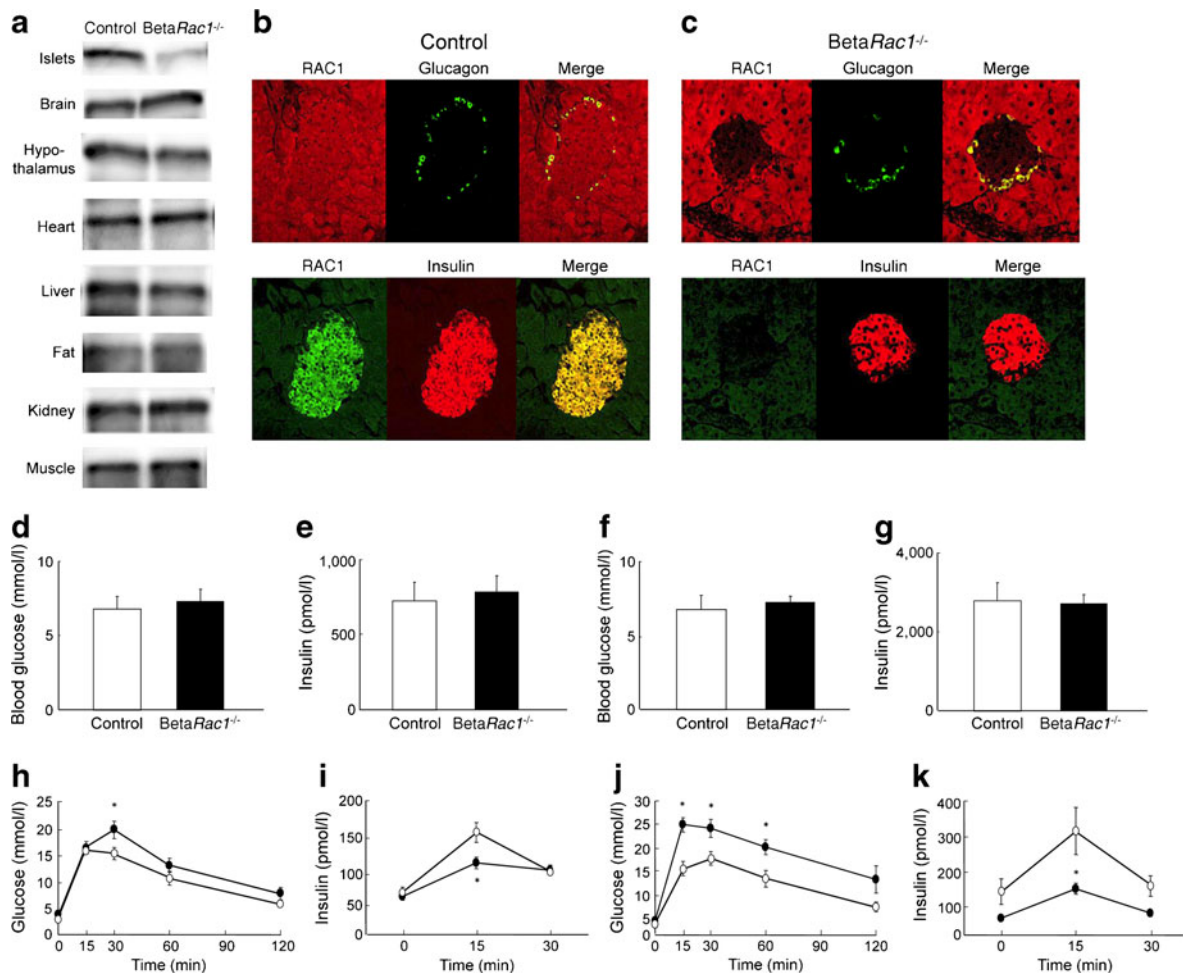 a
Control BetaRac1-/-
Islets
Brain
Hypo-
thalamus
Heart
Liver
Fat
Kidney
Muscle
b
Control
RAC1 Glucagon Merge
RAC1 Insulin Merge
c
BetaRac1-/-
RAC1 Glucagon Merge
RAC1 Insulin Merge
d
Blood glucose (mmol/l)
10
5
0
Control BetaRac1-/-
e
Insulin (pmol/l)
1,000
500
0
Control BetaRac1-/-
f
Blood glucose (mmol/l)
10
5
0
Control BetaRac1-/-
g
Insulin (pmol/l)
4,000
2,000
0
Control BetaRac1-/-
h
Glucose (mmol/l)
25
20
15
10
5
0
*
0 15 30 60 120
Time (min)
i
Insulin (pmol/l)
200
150
100
50
0
*
0 15 30
Time (min)
j
Glucose (mmol/l)
30
25
20
15
10
5
0
* * *
0 15 30 60 120
Time (min)
k
Insulin (pmol/l)
400
300
200
100
0
*
0 15 30
Time (min)